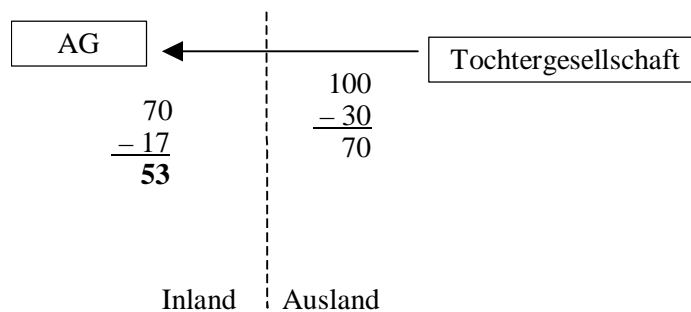 AG
Tochtergesellschaft
100
– 30
70
70
– 17
53
Inland
Ausland